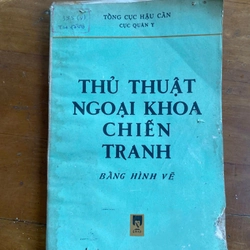 TỔNG CỤC HẬU CẦN
CỤC QUÂN Y
THỦ THUẬT
NGOẠI KHOA
CHIẾN
TRANH
BẰNG HÌNH VẼ